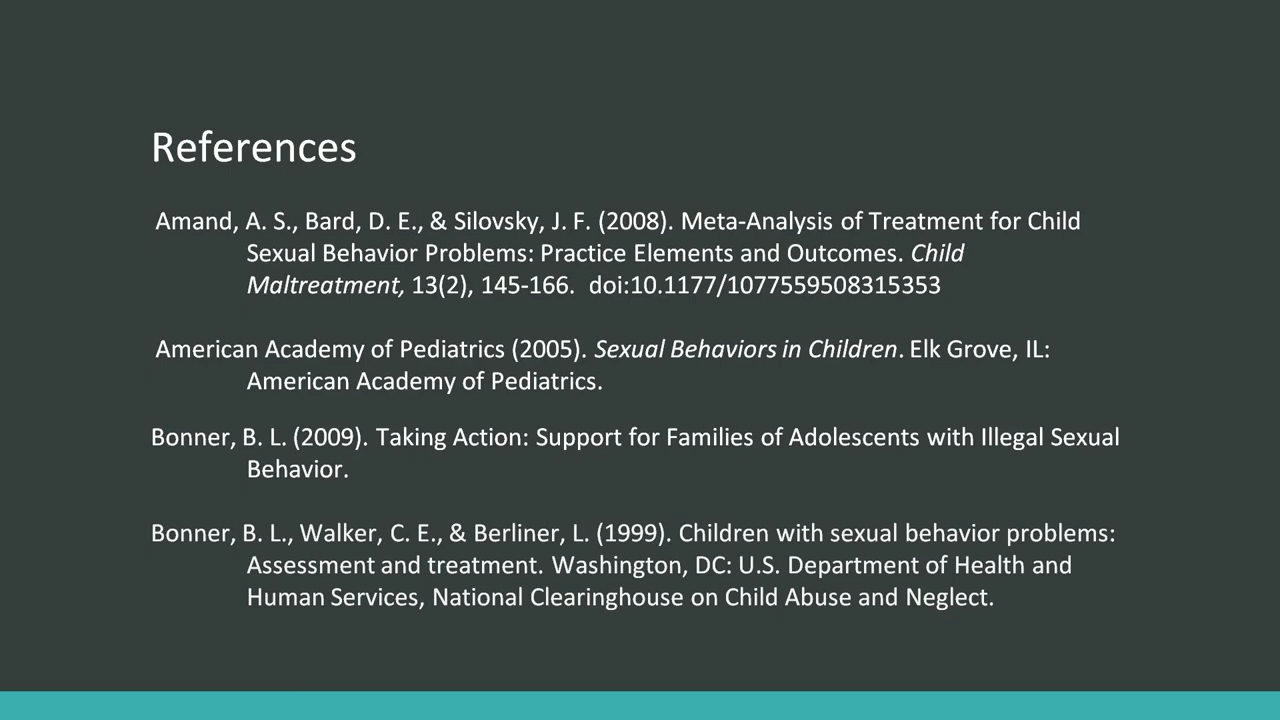 References
Amand, A. S., Bard, D. E., & Silovsky, J. F. (2008). Meta-Analysis of Treatment for Child
Sexual Behavior Problems: Practice Elements and Outcomes. Child
Maltreatment, 13(2), 145-166. doi:10.1177/1077559508315353
American Academy of Pediatrics (2005). Sexual Behaviors in Children. Elk Grove, IL:
American Academy of Pediatrics.
Bonner, B. L. (2009). Taking Action: Support for Families of Adolescents with Illegal Sexual
Behavior.
Bonner, B. L., Walker, C. E., & Berliner, L. (1999). Children with sexual behavior problems:
Assessment and treatment. Washington, DC: U.S. Department of Health and
Human Services, National Clearinghouse on Child Abuse and Neglect.